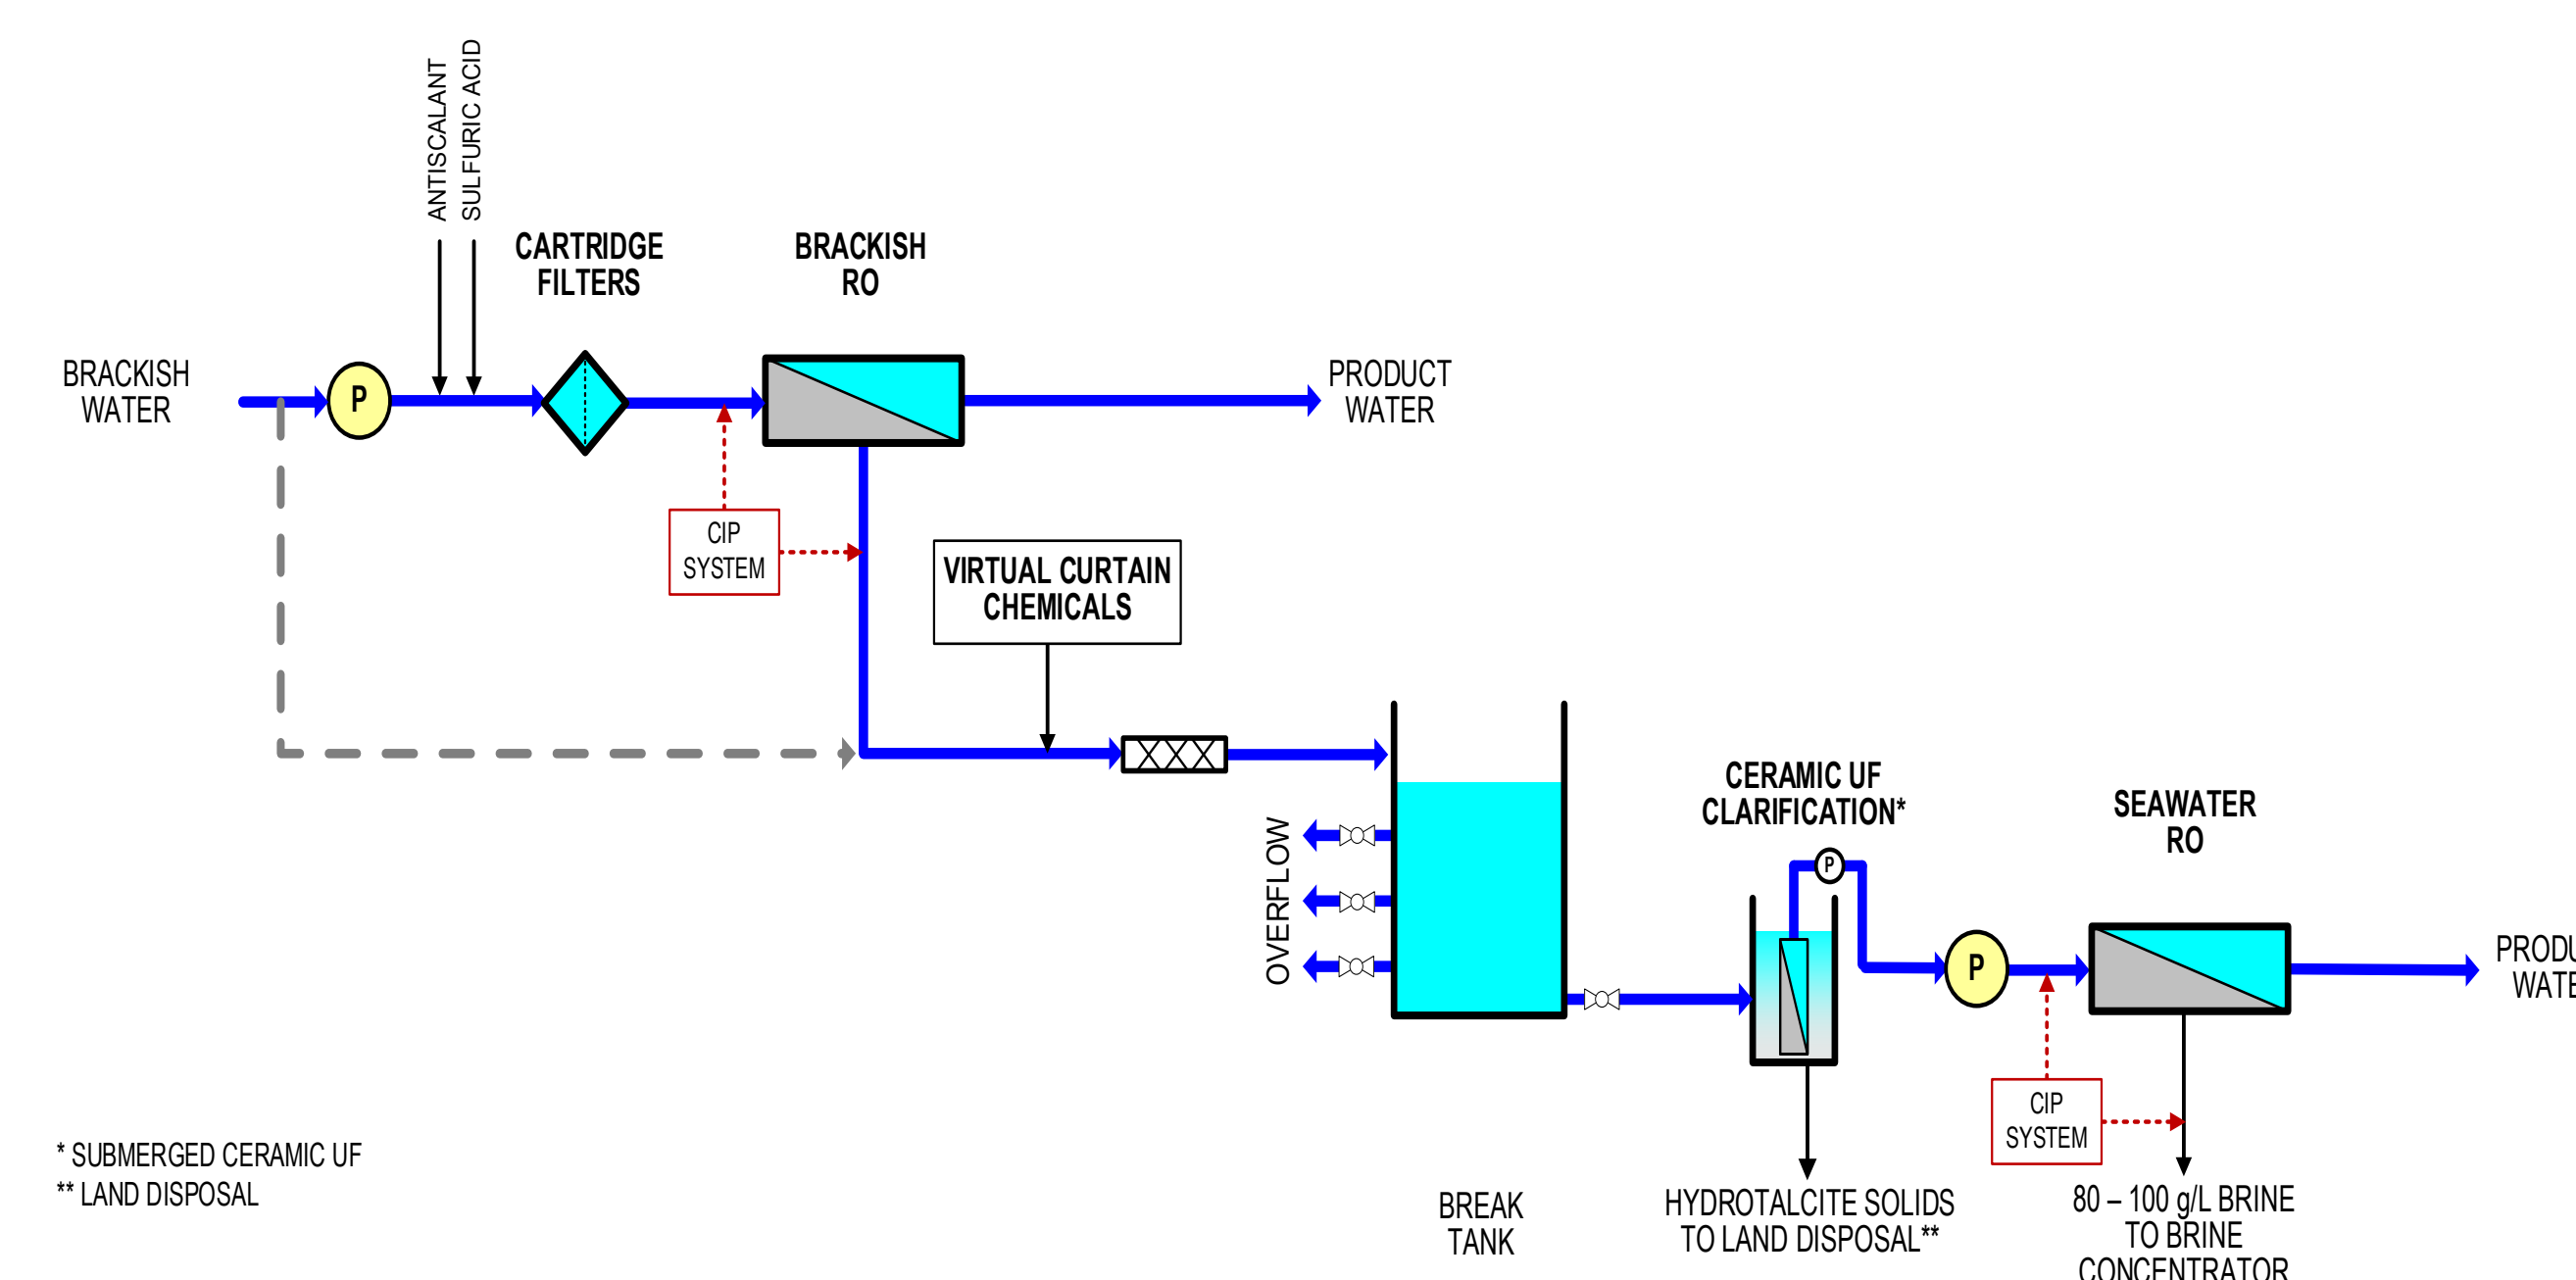 ANTISCALANT
SULFURIC ACID
CARTRIDGE
FILTERS
BRACKISH
RO
BRACKISH
WATER
P
PRODUCT
WATER
CIP
SYSTEM
VIRTUAL CURTAIN
CHEMICALS
OVERFLOW
BREAK
TANK
CERAMIC UF
CLARIFICATION*
P
HYDROTALCITE SOLIDS
TO LAND DISPOSAL**
P
SEAWATER
RO
CIP
SYSTEM
80 – 100 g/L BRINE
TO BRINE
CONCENTRATOR
* SUBMERGED CERAMIC UF
** LAND DISPOSAL